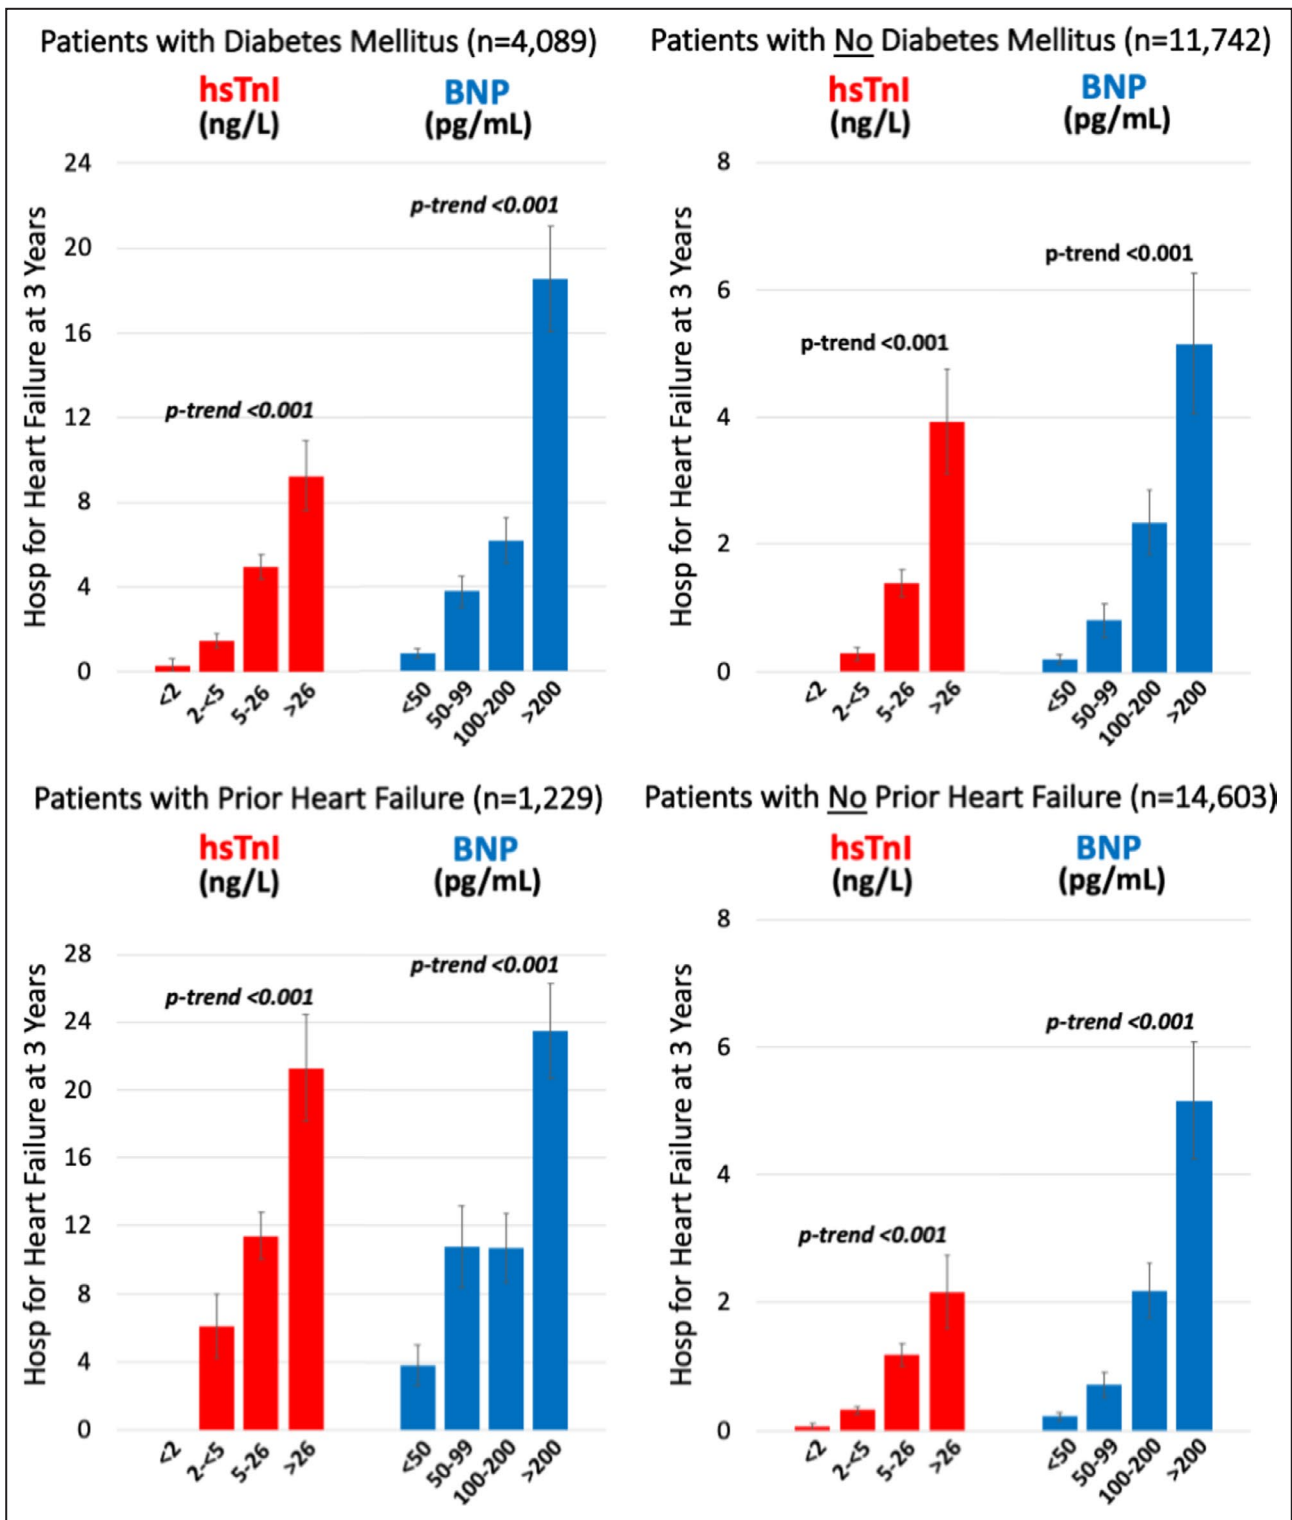 Patients with Diabetes Mellitus (n=4,089)
hsTnI
(ng/L)
BNP
(pg/mL)
Hosp for Heart Failure at 3 Years
24
20
16
12
8
4
0
p-trend <0.001
p-trend <0.001
<2
2-<5
5-26
>26
<50
50-99
100-200
>200
Patients with No Diabetes Mellitus (n=11,742)
hsTnI
(ng/L)
BNP
(pg/mL)
Hosp for Heart Failure at 3 Years
8
6
4
2
0
p-trend <0.001
p-trend <0.001
<2
2-<5
5-26
>26
<50
50-99
100-200
>200
Patients with Prior Heart Failure (n=1,229)
hsTnI
(ng/L)
BNP
(pg/mL)
Hosp for Heart Failure at 3 Years
28
24
20
16
12
8
4
0
p-trend <0.001
p-trend <0.001
<2
2-<5
5-26
>26
<50
50-99
100-200
>200
Patients with No Prior Heart Failure (n=14,603)
hsTnI
(ng/L)
BNP
(pg/mL)
Hosp for Heart Failure at 3 Years
8
6
4
2
0
p-trend <0.001
p-trend <0.001
<2
2-<5
5-26
>26
<50
50-99
100-200
>200